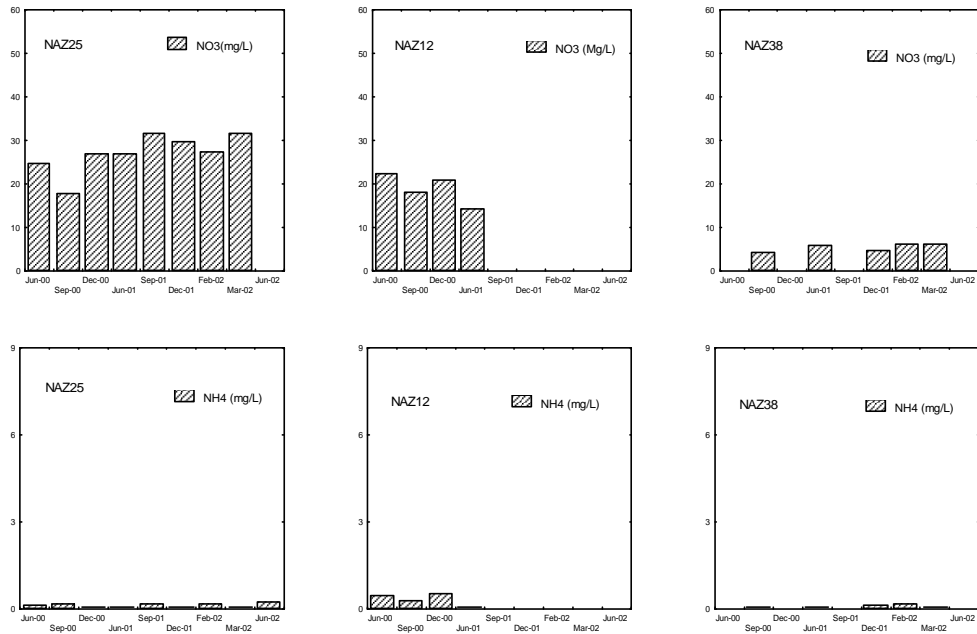 60
50
40
30
20
10
0
NAZ25
NO3(mg/L)
Jun-00 Dec-00 Sep-01 Feb-02 Jun-02
Sep-00 Jun-01 Dec-01 Mar-02
60
50
40
30
20
10
0
NAZ12
NO3 (Mg/L)
Jun-00 Dec-00 Sep-01 Feb-02 Jun-02
Sep-00 Jun-01 Dec-01 Mar-02
60
50
40
30
20
10
0
NAZ38
NO3 (mg/L)
Jun-00 Dec-00 Sep-01 Feb-02 Jun-02
Sep-00 Jun-01 Dec-01 Mar-02
9
6
3
0
NAZ25
NH4 (mg/L)
Jun-00 Dec-00 Sep-01 Feb-02 Jun-02
Sep-00 Jun-01 Dec-01 Mar-02
9
6
3
0
NAZ12
NH4 (mg/L)
Jun-00 Dec-00 Sep-01 Feb-02 Jun-02
Sep-00 Jun-01 Dec-01 Mar-02
9
6
3
0
NAZ38
NH4 (mg/L)
Jun-00 Dec-00 Sep-01 Feb-02 Jun-02
Sep-00 Jun-01 Dec-01 Mar-02